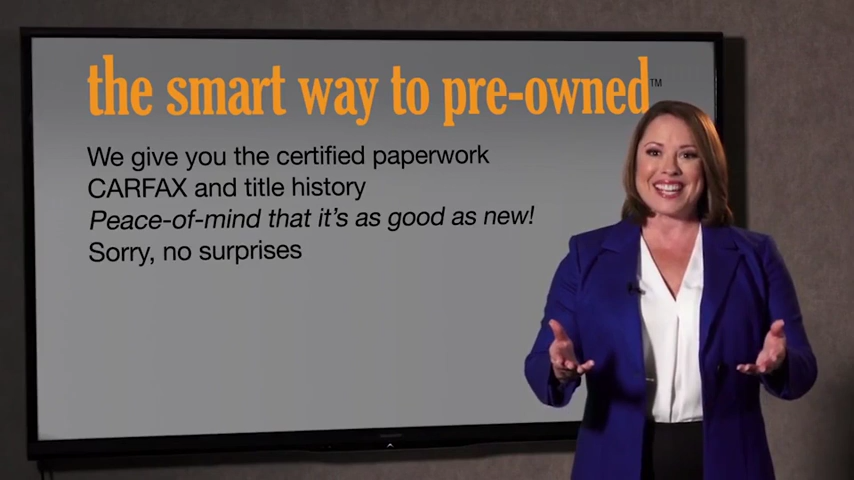 the smart way to pre-owned™
We give you the certified paperwork
CARFAX and title history
Peace-of-mind that it's as good as new!
Sorry, no surprises